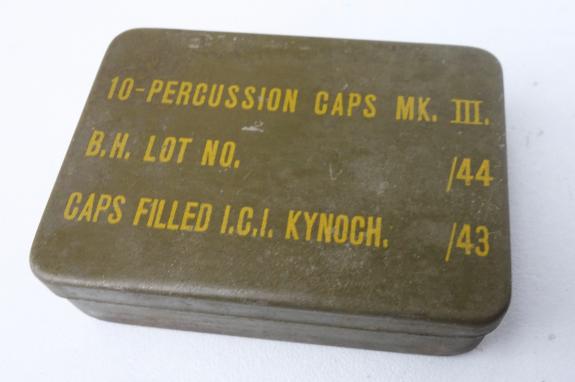 10-PERCUSSION CAPS MK. III.
B.H. LOT NO. /44
CAPS FILLED I.C.I. KYNOCH. /43